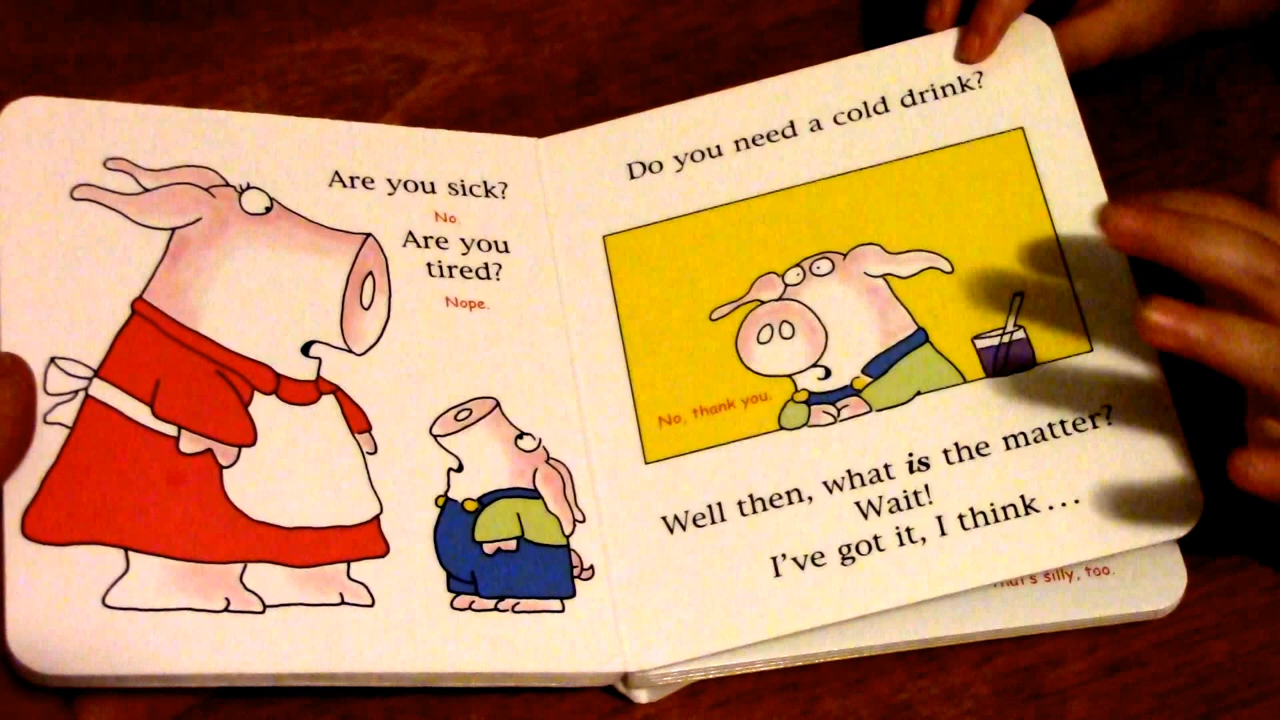 Are you sick?
No.
Are you
tired?
Nope.
Do you need a cold drink?
No, thank you.
Well then, what is the matter?
Wait!
I've got it, I think...
That's silly, too.